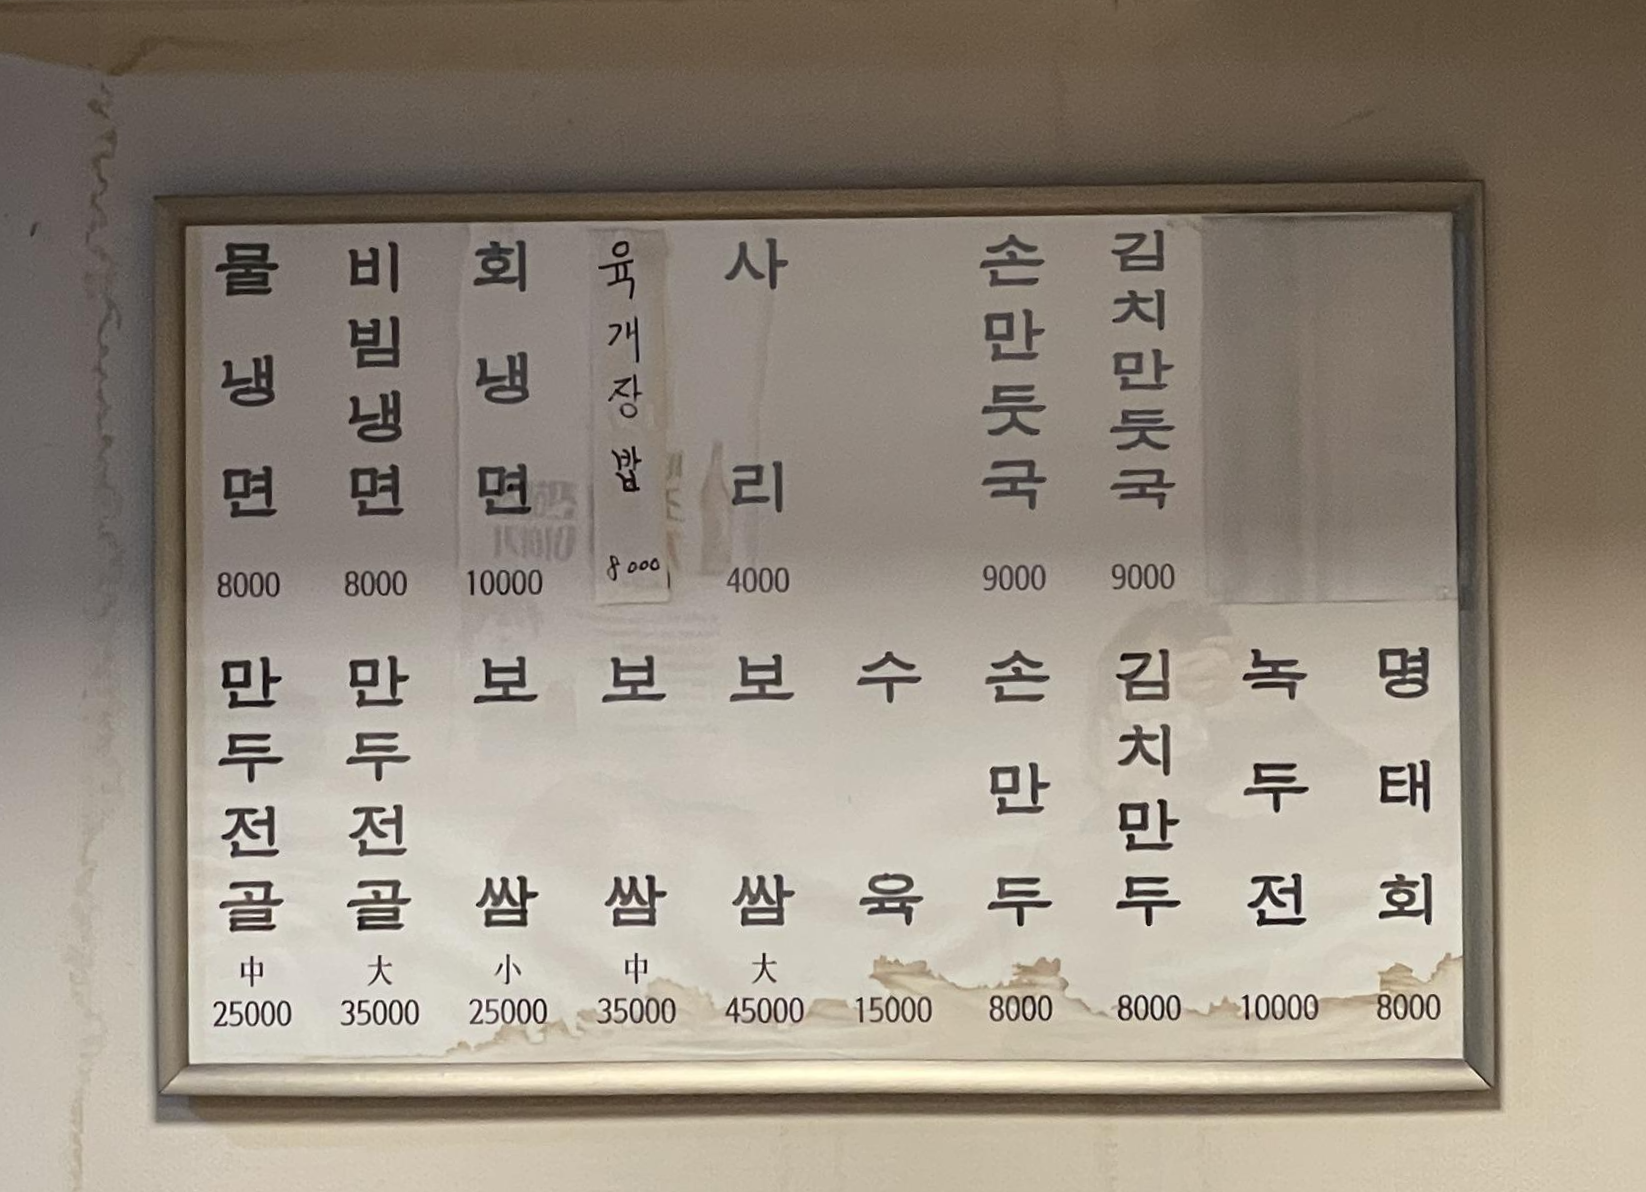 물냉면 8000
비빔냉면 8000
회냉면 10000
육개장밥 8000
사리 4000
손만둣국 9000
김치만둣국 9000
만두전골 中 25000
만두전골 大 35000
보쌈 小 25000
보쌈 中 35000
보쌈 大 45000
수육 15000
손만두 8000
김치만두 8000
녹두전 10000
명태회 8000